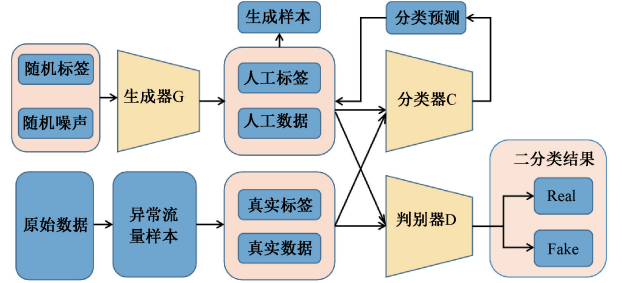 生成样本
分类预测
随机标签
随机噪声
生成器G
人工标签
人工数据
分类器C
原始数据
异常流
量样本
真实标签
真实数据
判别器D
二分类结果
Real
Fake